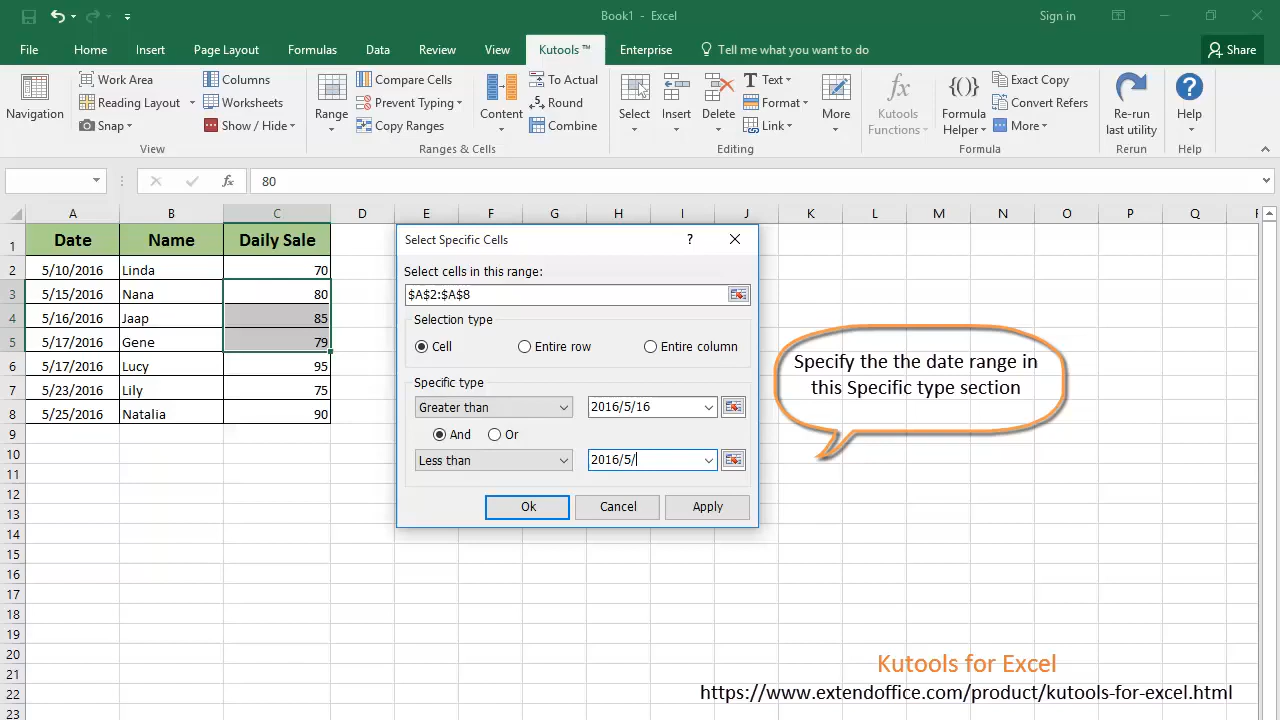 Book1 - Excel
Sign in
File Home Insert Page Layout Formulas Data Review View Kutools ™ Enterprise Tell me what you want to do Share
Navigation
Work Area
Reading Layout
Snap
Columns
Worksheets
Show / Hide
View
Range
Compare Cells
Prevent Typing
Copy Ranges
Content
To Actual
Round
Combine
Ranges & Cells
Select
Insert
Delete
Text
Format
Link
More
Editing
Kutools
Functions
Formula
Helper
Exact Copy
Convert Refers
More
Formula
Re-run
last utility
Rerun
Help
Help
fx 80
A B C D E F G H I J K L M N O P Q
1 Date Name Daily Sale
2 5/10/2016 Linda 70
3 5/15/2016 Nana 80
4 5/16/2016 Jaap 85
5 5/17/2016 Gene 79
6 5/17/2016 Lucy 95
7 5/23/2016 Lily 75
8 5/25/2016 Natalia 90
9
10
11
12
13
14
15
16
17
18
19
20
21
22
23
Select Specific Cells ?
Select cells in this range:
$A$2:$A$8
Selection type
Cell Entire row Entire column
Specific type
Greater than 2016/5/16
And Or
Less than 2016/5/
Ok Cancel Apply
Specify the the date range in
this Specific type section
Kutools for Excel
https://www.extendoffice.com/product/kutools-for-excel.html